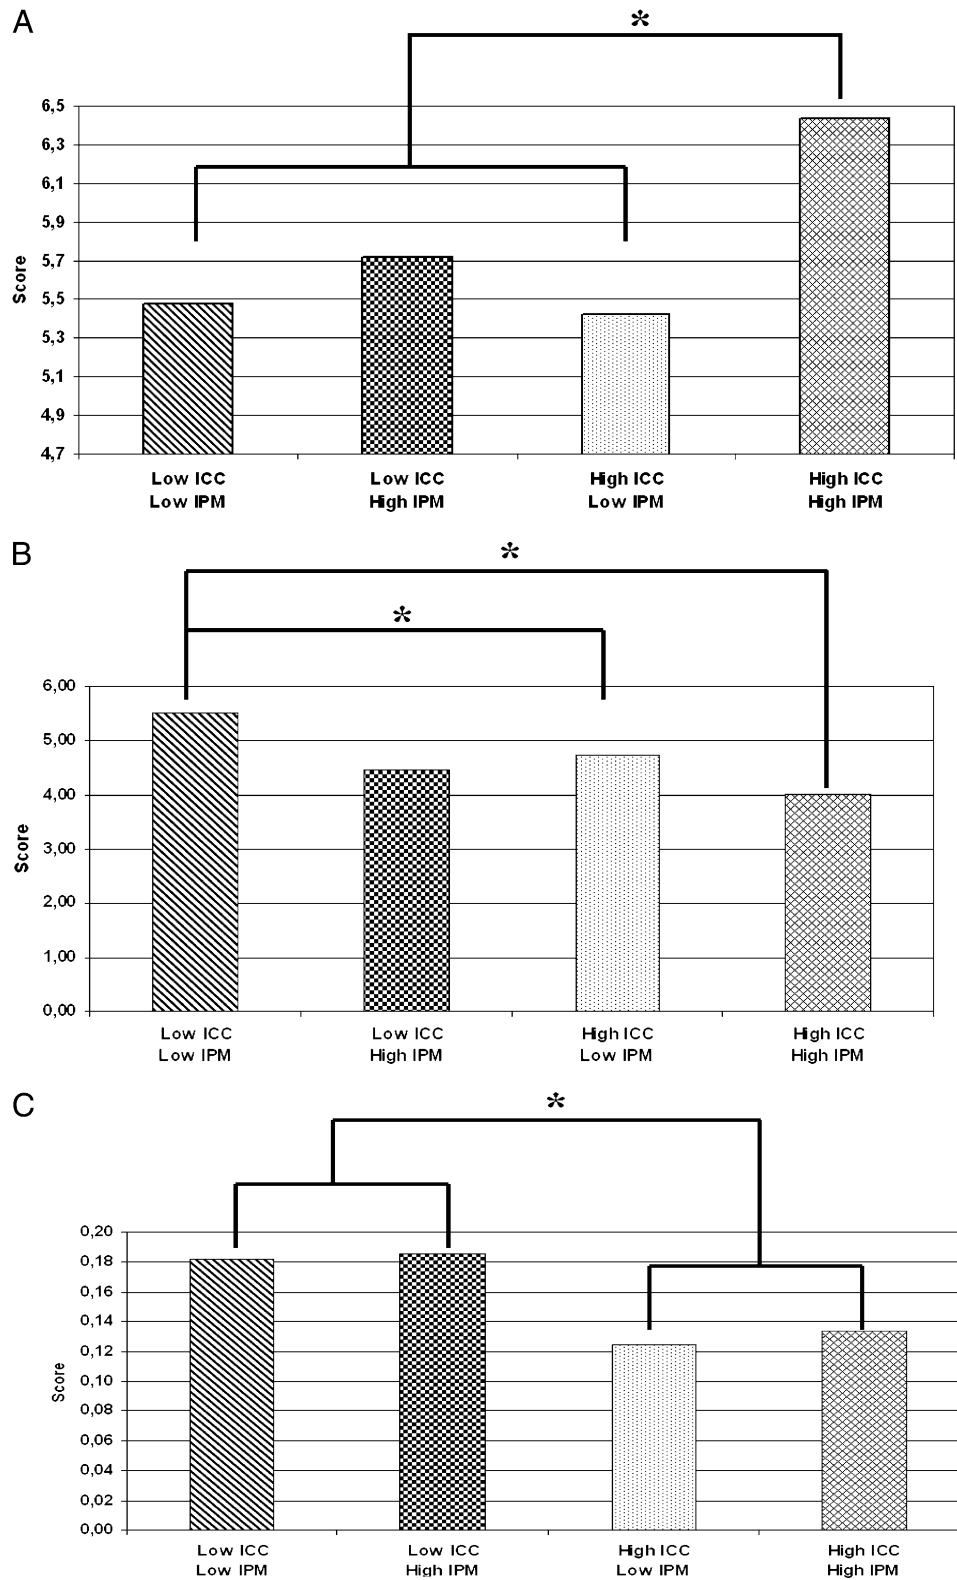 A
*
6,5
6,3
6,1
5,9
5,7
5,5
5,3
5,1
4,9
4,7
Score
Low ICC Low ICC High ICC High ICC
Low IPM High IPM Low IPM High IPM
B
*
*
6,00
5,00
4,00
3,00
2,00
1,00
0,00
Score
Low ICC Low ICC High ICC High ICC
Low IPM High IPM Low IPM High IPM
C
*
0,20
0,18
0,16
0,14
0,12
0,10
0,08
0,06
0,04
0,02
0,00
Score
Low ICC Low ICC High ICC High ICC
Low IPM High IPM Low IPM High IPM